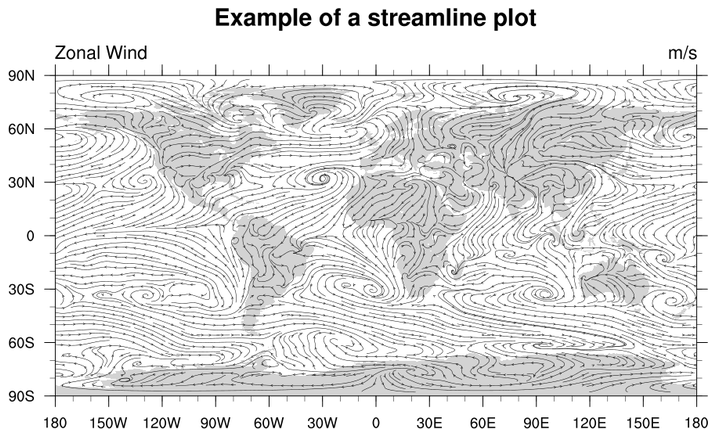 Example of a streamline plot
Zonal Wind m/s
90N
60N
30N
0
30S
60S
90S
180 150W 120W 90W 60W 30W 0 30E 60E 90E 120E 150E 180